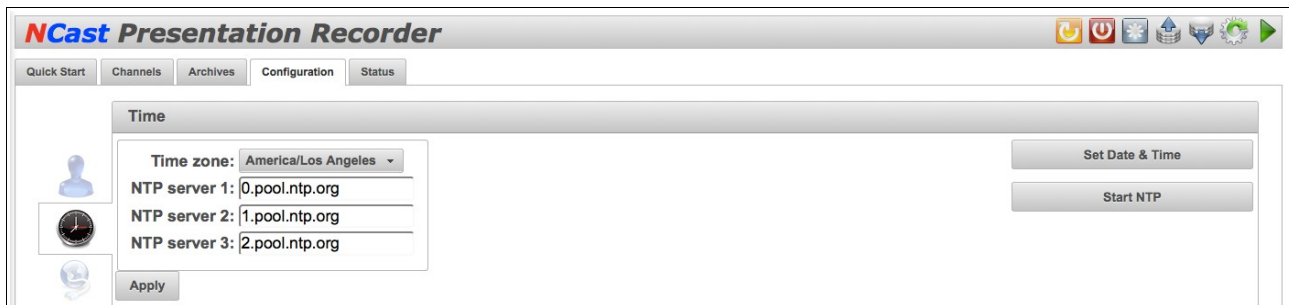 NCast Presentation Recorder
Quick Start Channels Archives Configuration Status
Time
Time zone: America/Los Angeles
NTP server 1: 0.pool.ntp.org
NTP server 2: 1.pool.ntp.org
NTP server 3: 2.pool.ntp.org
Apply
Set Date & Time
Start NTP